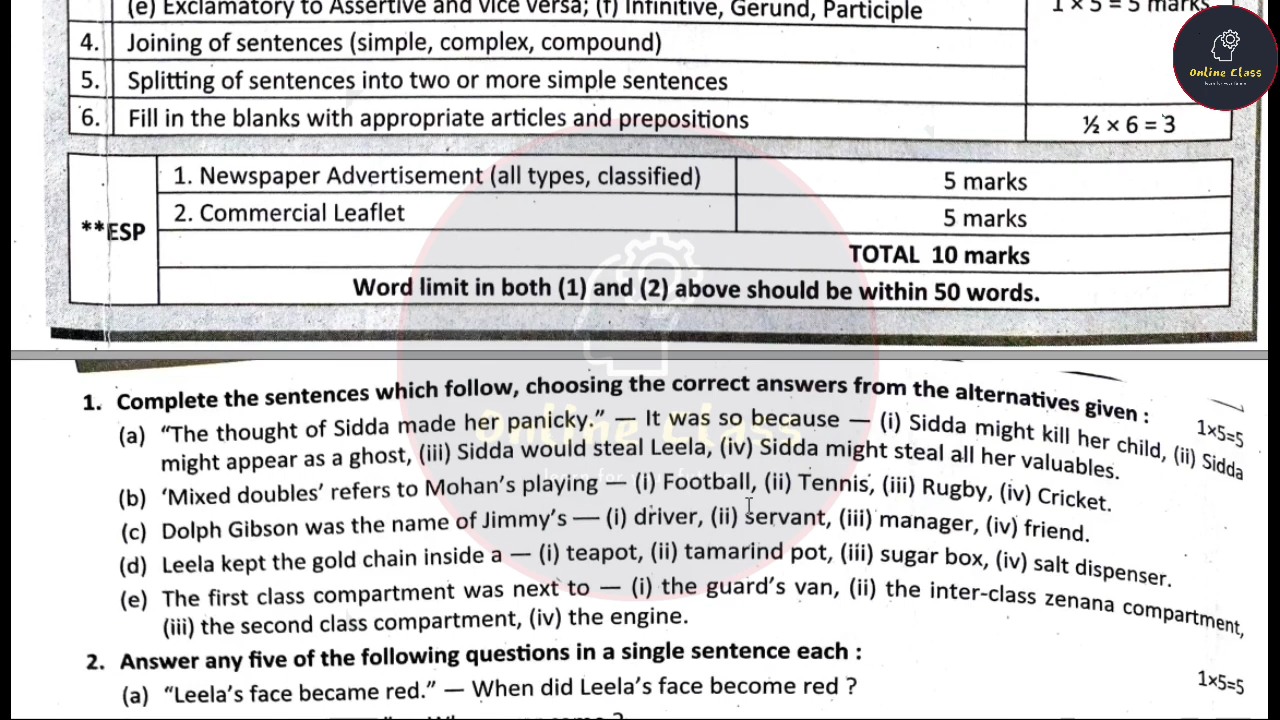 (e) Exclamatory to Assertive and vice versa; (f) Infinitive, Gerund, Participle
1 × 5 = 5 marks
4. Joining of sentences (simple, complex, compound)
5. Splitting of sentences into two or more simple sentences
6. Fill in the blanks with appropriate articles and prepositions ½ × 6 = 3
Online Class
**ESP
1. Newspaper Advertisement (all types, classified) 5 marks
2. Commercial Leaflet 5 marks
TOTAL 10 marks
Word limit in both (1) and (2) above should be within 50 words.
1. Complete the sentences which follow, choosing the correct answers from the alternatives given :
1×5=5
(a) “The thought of Sidda made her panicky.” — It was so because — (i) Sidda might kill her child, (ii) Sidda
might appear as a ghost, (iii) Sidda would steal Leela, (iv) Sidda might steal all her valuables.
(b) ‘Mixed doubles’ refers to Mohan’s playing — (i) Football, (ii) Tennis, (iii) Rugby, (iv) Cricket.
(c) Dolph Gibson was the name of Jimmy’s — (i) driver, (ii) servant, (iii) manager, (iv) friend.
(d) Leela kept the gold chain inside a — (i) teapot, (ii) tamarind pot, (iii) sugar box, (iv) salt dispenser.
(e) The first class compartment was next to — (i) the guard’s van, (ii) the inter-class zenana compartment,
(iii) the second class compartment, (iv) the engine.
Online Class
2. Answer any five of the following questions in a single sentence each :
1×5=5
(a) “Leela’s face became red.” — When did Leela’s face become red ?